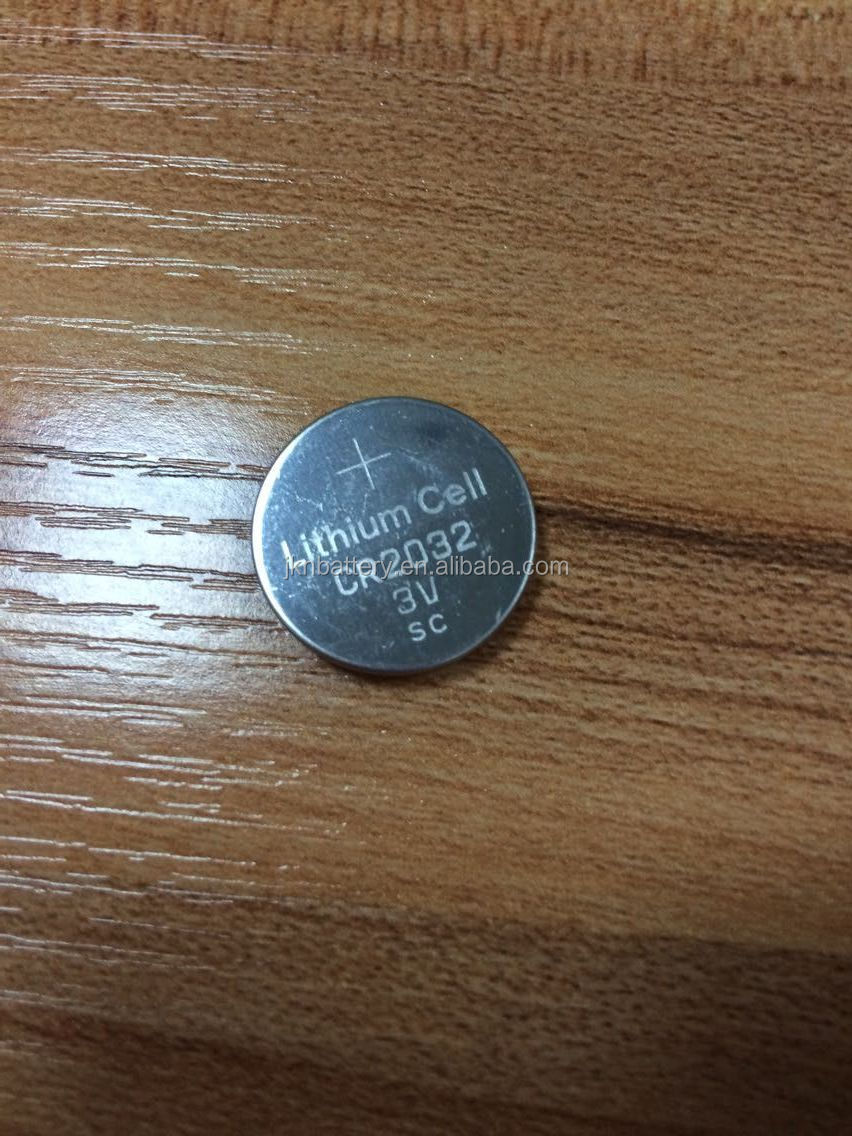 +
Lithium Cell
CR2032
jknbattery.en.alibaba.com
3V
SC